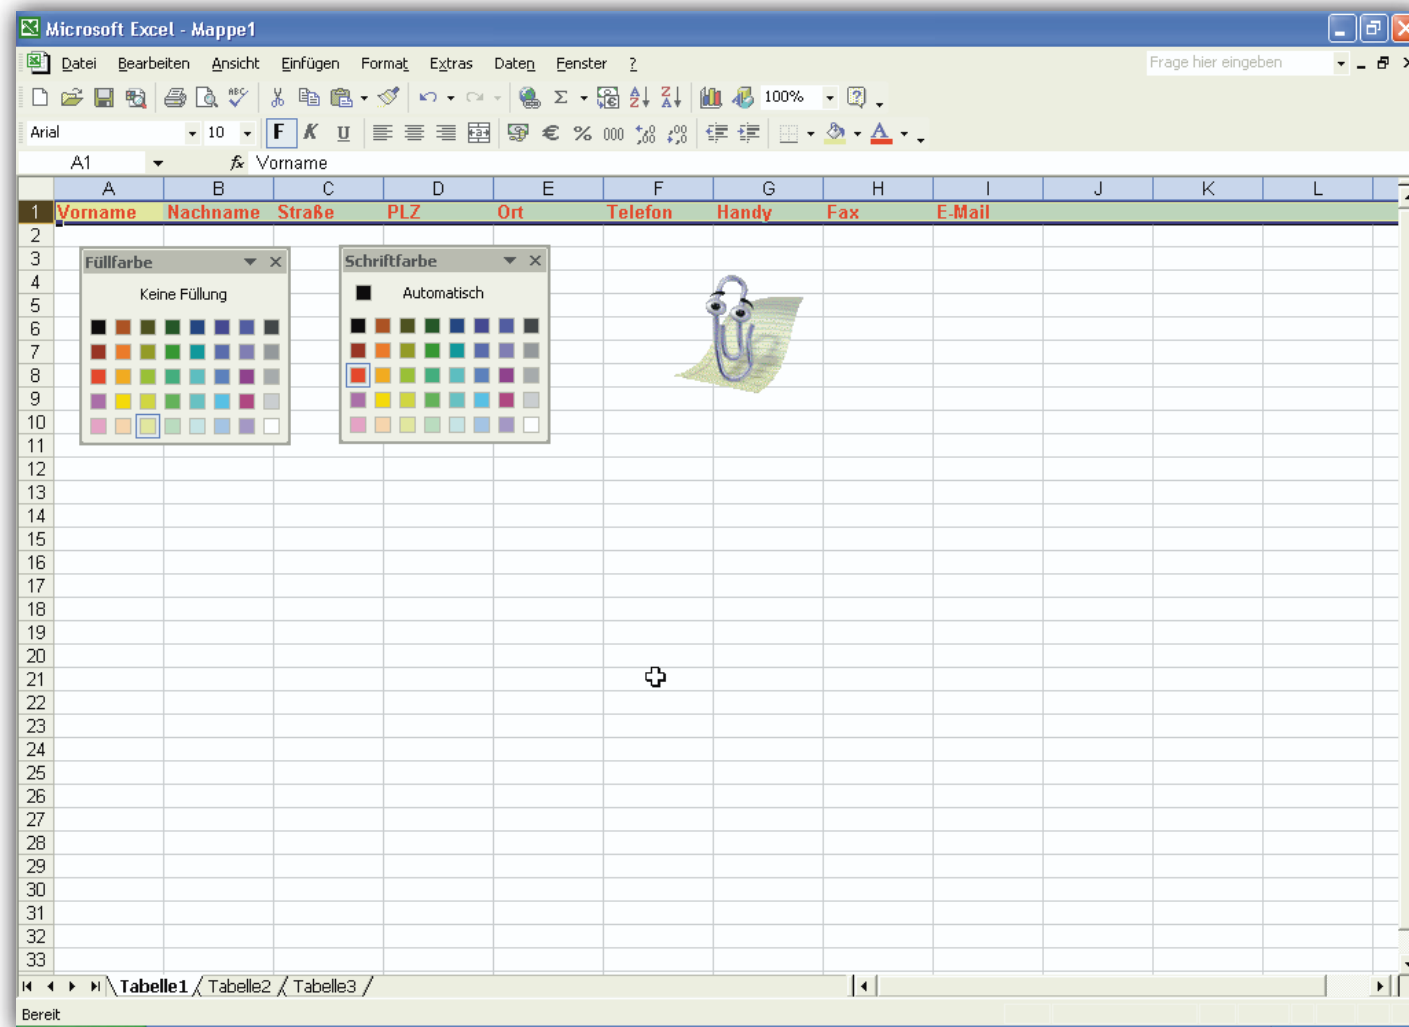 Microsoft Excel - Mappe1
Datei Bearbeiten Ansicht Einfügen Format Extras Daten Fenster ? Frage hier eingeben
100%
Arial 10 F K U € % 000
A1 fx Vorname
A B C D E F G H I J K L
1 Vorname Nachname Straße PLZ Ort Telefon Handy Fax E-Mail
2
3
4
5
6
7
8
9
10
11
12
13
14
15
16
17
18
19
20
21
22
23
24
25
26
27
28
29
30
31
32
33
Füllfarbe
Keine Füllung
Schriftfarbe
Automatisch
Tabelle1 Tabelle2 Tabelle3
Bereit